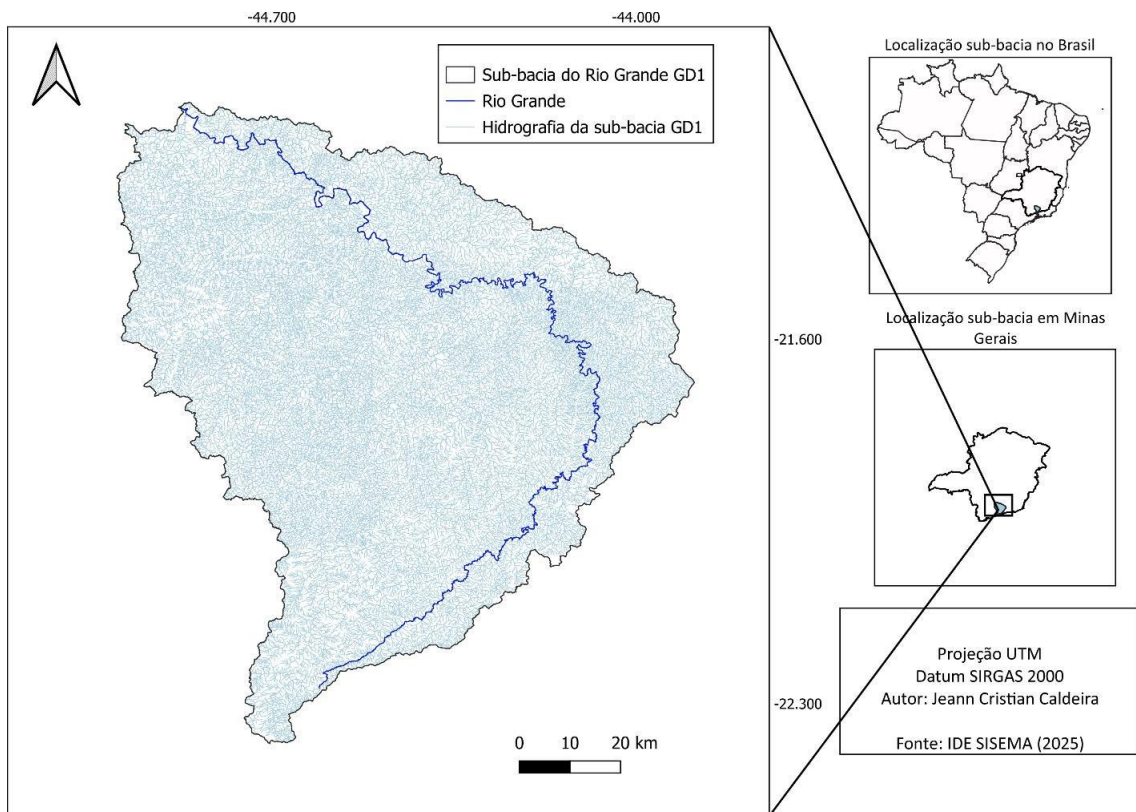 -44.700
-44.000
Sub-bacia do Rio Grande GD1
Rio Grande
Hidrografia da sub-bacia GD1
Localização sub-bacia no Brasil
Localização sub-bacia em Minas
Gerais
-21.600
-22.300
Projeção UTM
Datum SIRGAS 2000
Autor: Jeann Cristian Caldeira
Fonte: IDE SISEMA (2025)
0 10 20 km